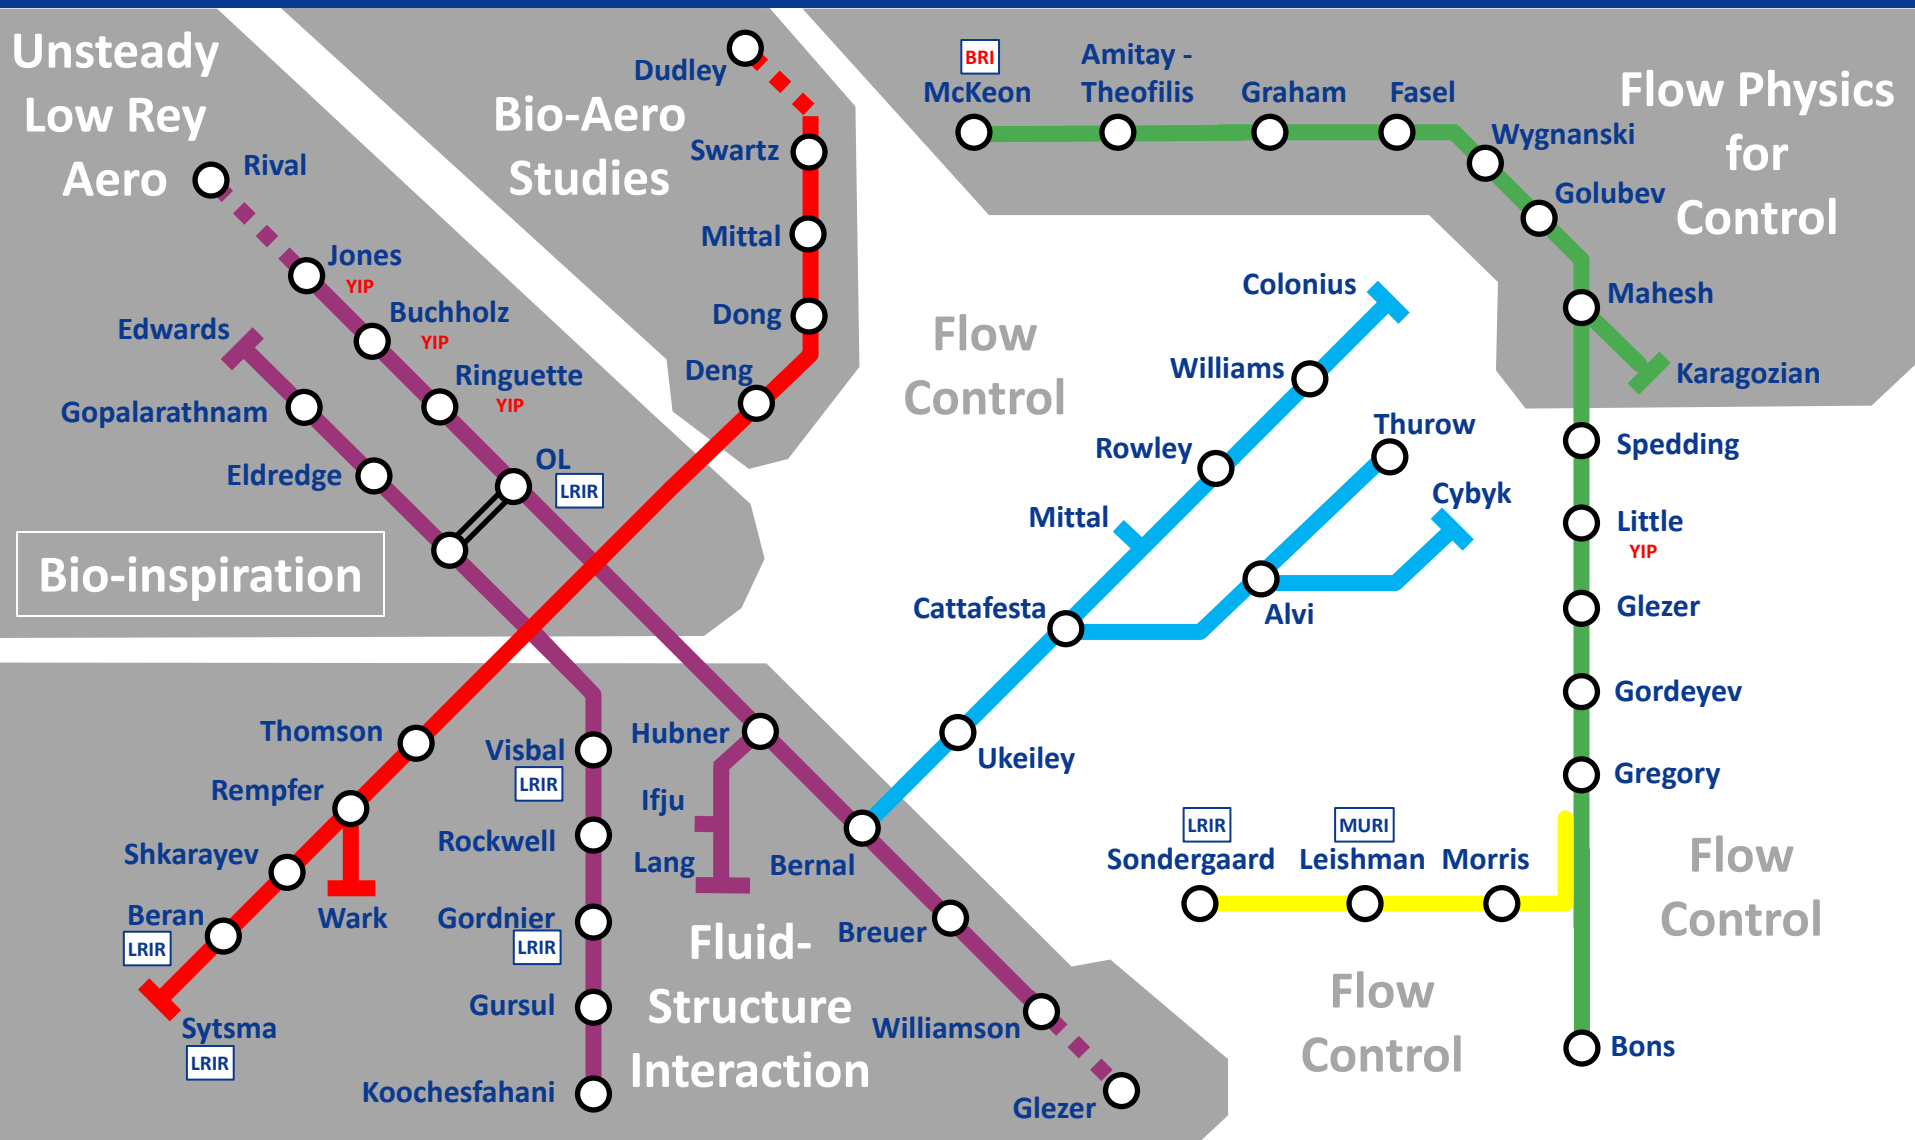 Unsteady
Low Rey
Aero
Rival
Jones
YIP
Buchholz
YIP
Ringuette
YIP
OL
LRIR
Edwards
Gopalarathnam
Eldredge
Bio-inspiration
Dudley
Bio-Aero
Studies
Swartz
Mittal
Dong
Deng
BRI
McKeon
Amitay -
Theofilis
Graham
Fasel
Wygnanski
Golubev
Flow Physics
for
Control
Mahesh
Karagozian
Flow
Control
Colonius
Williams
Rowley
Mittal
Thurow
Cybyk
Cattafesta
Alvi
Ukeiley
Spedding
Little
YIP
Glezer
Gordeyev
Gregory
Bons
Thomson
Rempfer
Shkarayev
Beran
LRIR
Wark
Sytsma
LRIR
Visbal
LRIR
Rockwell
Gordnier
LRIR
Gursul
Koochesfahani
Hubner
Ifju
Lang
Bernal
Breuer
Williamson
Glezer
Fluid-
Structure
Interaction
LRIR
Sondergaard
MURI
Leishman
Morris
Flow
Control
Flow
Control